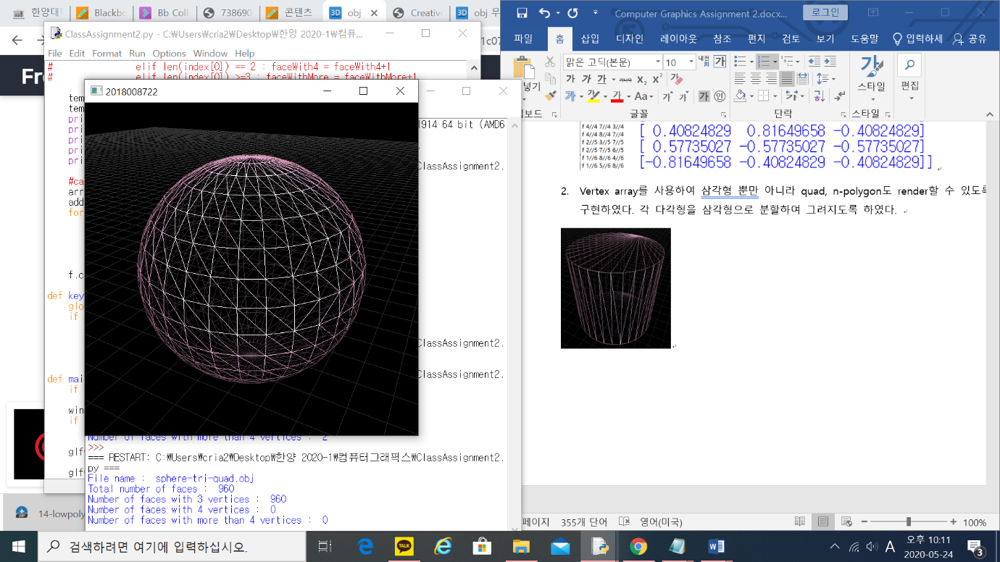 한양대
Blackb
Bb Coll
738690
콘텐츠
obj
Creativ
obj 무
ClassAssignment2.py - C:\Users\cria2\Desktop\한양 2020-1\컴퓨...
File Edit Format Run Options Window Help
# elif len(index[0]) == 2 : faceWith4 = faceWith4+1
# elif len(index[0]) >=3 : faceWithMore = faceWithMore+1
1c07
Fr
2018008722
tem
tem
pri
pri
pri
pri
pri
1914 64 bit (AMD6
ClassAssignment2.
#ca
arr
add
for
f.c
def key
glo
if
ClassAssignment2.
ClassAssignment2.
def mai
if
win
if
glf
glf
Number of faces with more than 4 vertices : 2
>>>
=== RESTART: C:\Users\cria2\Desktop\한양 2020-1\컴퓨터그래픽스\ClassAssignment2.
py ===
File name : sphere-tri-quad.obj
Total number of faces : 960
Number of faces with 3 vertices : 960
Number of faces with 4 vertices : 0
Number of faces with more than 4 vertices : 0
ZIP
14-lowpoly
Computer Graphics Assignment 2.docx...
로그인
파일 홈 삽입 디자인 레이아웃 참조 편지 검토 보기 도움말 입력하세 공유
맑은 고딕(본문) 10
넣기
가 가 가
스타일
편집
보드 글꼴 단락 스타일
f 4//4 7//4 3//4
f 4//4 8//4 7//4
f 2//5 3//5 7//5
f 2//5 7//5 6//5
f 1//6 8//6 4//6
f 1//6 5//6 8//6
[ 0.40824829 0.81649658 -0.40824829]
[ 0.57735027 -0.57735027 -0.57735027]
[-0.81649658 -0.40824829 -0.40824829]]
2. Vertex array를 사용하여 삼각형 뿐만 아니라 quad, n-polygon도 render할 수 있도록
구현하였다. 각 다각형을 삼각형으로 분할하여 그려지도록 하였다.
페이지 355개 단어 영어(미국) 100%
검색하려면 여기에 입력하십시오.
TALK
A
오후 10:11
2020-05-24
3